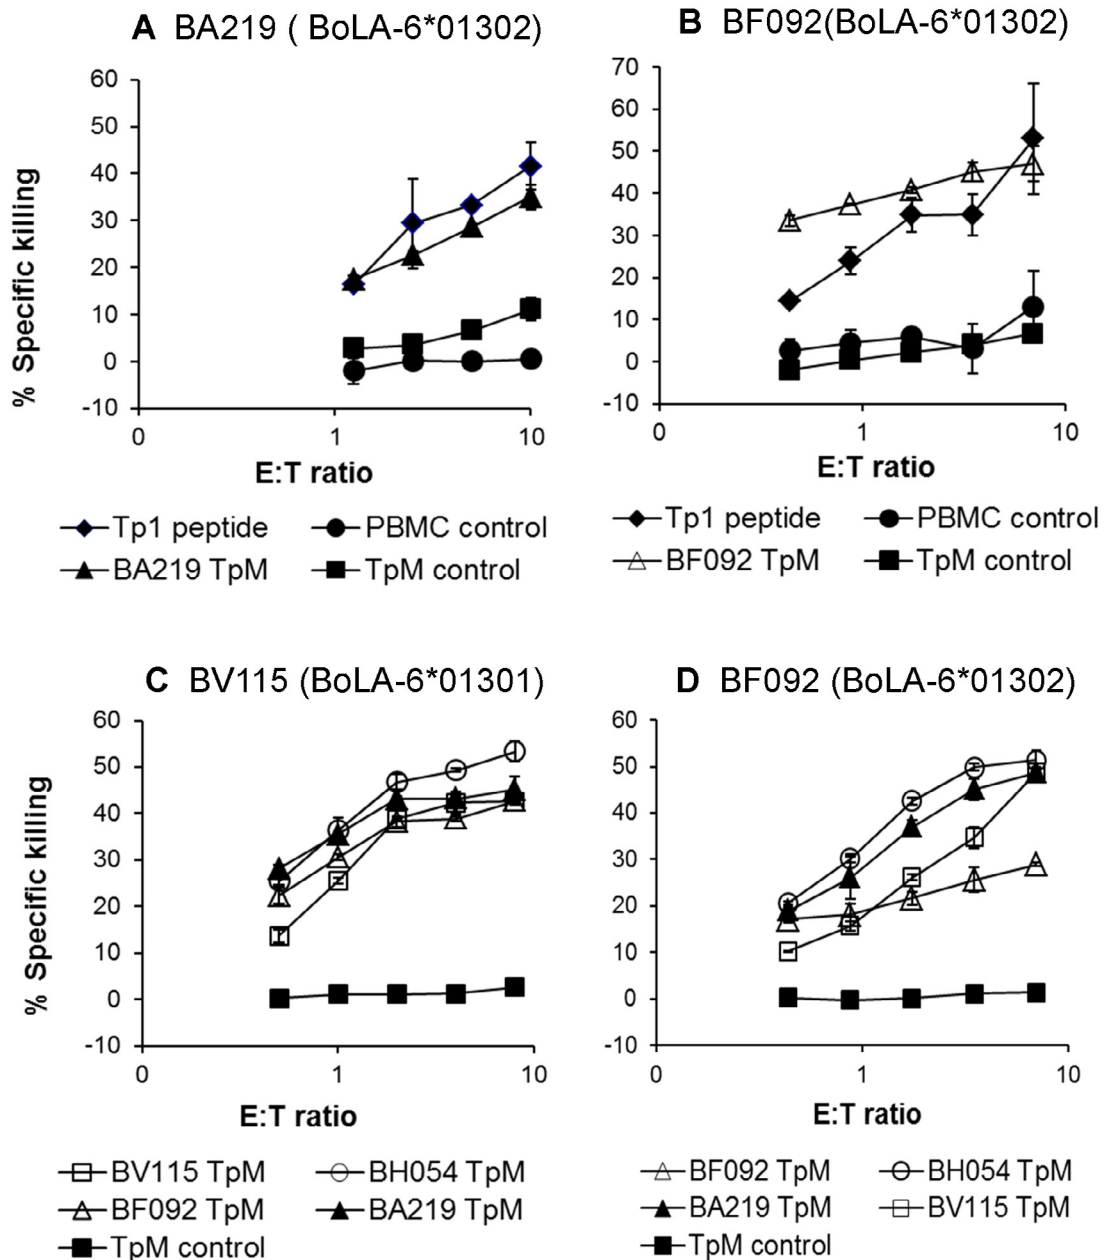 A BA219 ( BoLA-6*01302)
% Specific killing
60
50
40
30
20
10
0
-10
0 1 10
E:T ratio
Tp1 peptide PBMC control
BA219 TpM TpM control
B BF092(BoLA-6*01302)
70
60
50
40
30
20
10
0
-10
0 1 10
E:T ratio
Tp1 peptide PBMC control
BF092 TpM TpM control
C BV115 (BoLA-6*01301)
% Specific killing
60
50
40
30
20
10
0
-10
0 1 10
E:T ratio
BV115 TpM BH054 TpM
BF092 TpM BA219 TpM
TpM control
D BF092 (BoLA-6*01302)
60
50
40
30
20
10
0
-10
0 1 10
E:T ratio
BF092 TpM BH054 TpM
BA219 TpM BV115 TpM
TpM control